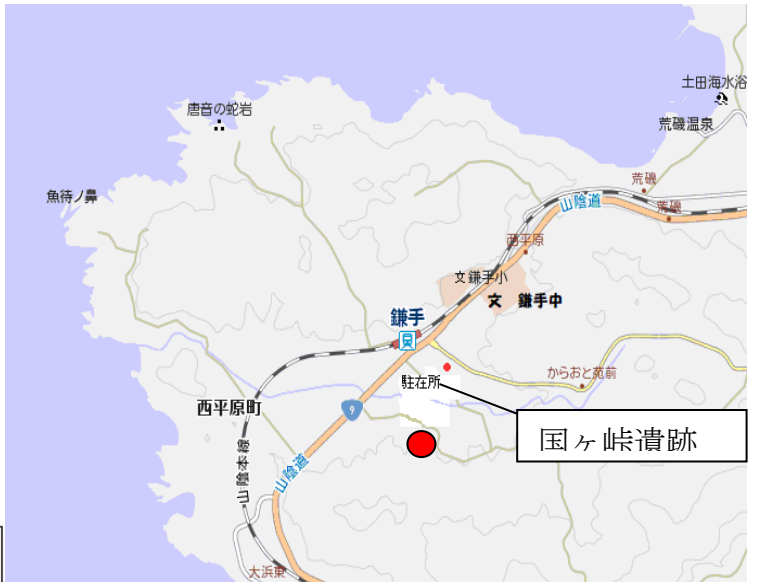 土田海水浴
唐音の蛇岩
荒磯温泉
荒磯
魚待ノ鼻
山陰道
荒磯
西平原
文鎌手小
文 鎌手中
鎌手
からおと苑前
駐在所
西平原町
9
国ヶ峠遺跡
山陰本線
山陰道
大浜東